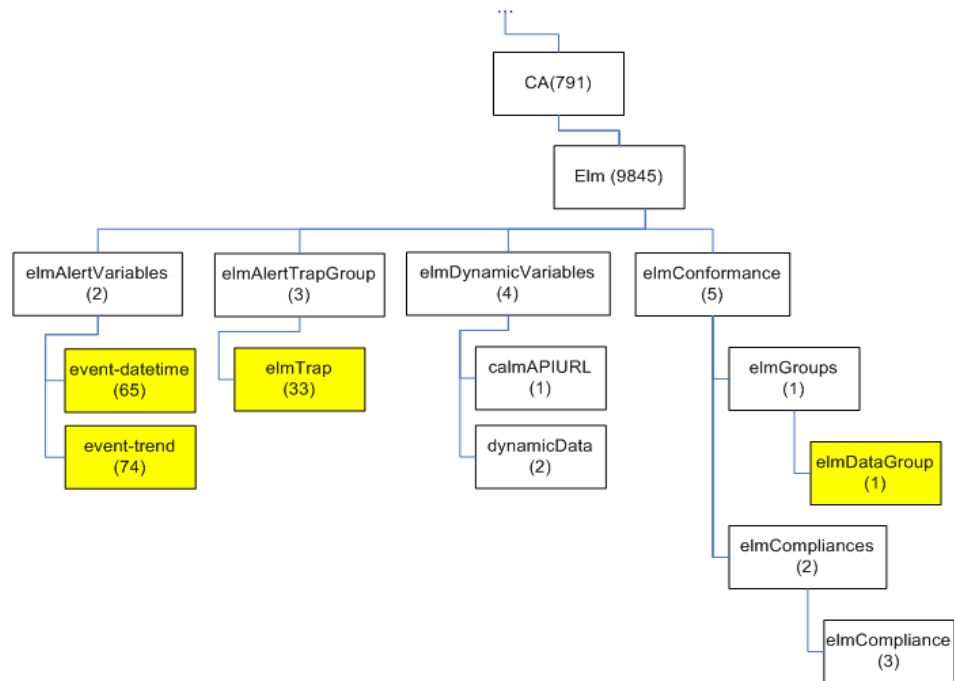 ...
CA(791)
Elm (9845)
elmAlertVariables
(2)
elmAlertTrapGroup
(3)
elmDynamicVariables
(4)
elmConformance
(5)
event-datetime
(65)
elmTrap
(33)
calmAPIURL
(1)
elmGroups
(1)
event-trend
(74)
dynamicData
(2)
elmDataGroup
(1)
elmCompliances
(2)
elmCompliance
(3)